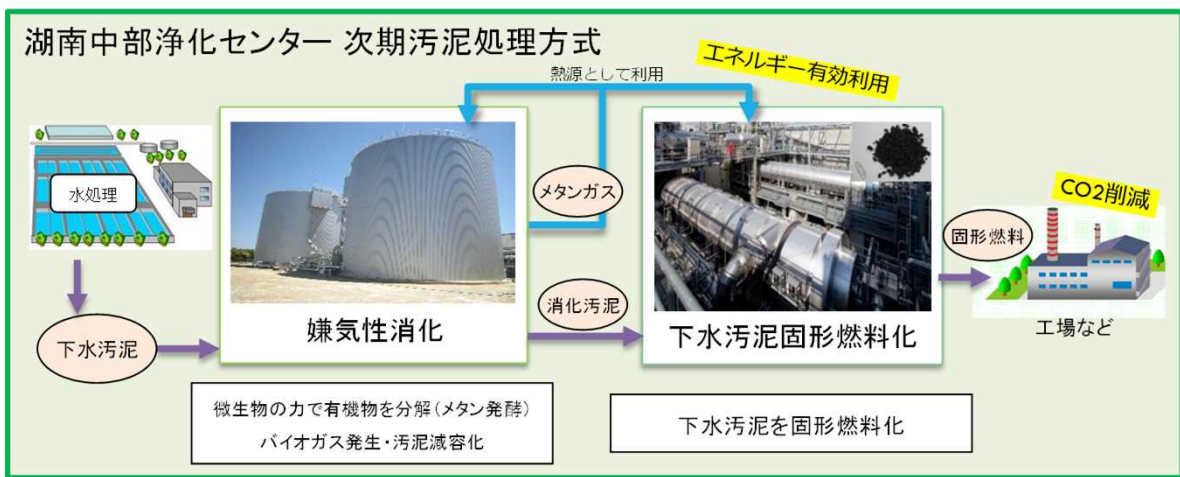 湖南中部浄化センター 次期汚泥処理方式
エネルギー有効利用
熱源として利用
水処理
メタンガス
CO2削減
固形燃料
消化汚泥
下水汚泥
嫌気性消化
下水汚泥固形燃料化
工場など
微生物の力で有機物を分解(メタン発酵)
バイオガス発生・汚泥減容化
下水汚泥を固形燃料化